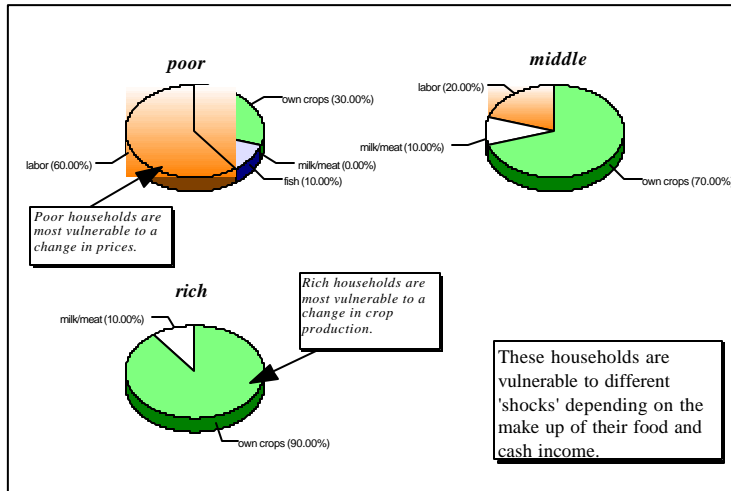 poor
own crops (30.00%)
labor (60.00%)
milk/meat (0.00%)
fish (10.00%)
Poor households are
most vulnerable to a
change in prices.
middle
labor (20.00%)
milk/meat (10.00%)
own crops (70.00%)
rich
milk/meat (10.00%)
own crops (90.00%)
Rich households are
most vulnerable to a
change in crop
production.
These households are
vulnerable to different
'shocks' depending on the
make up of their food and
cash income.